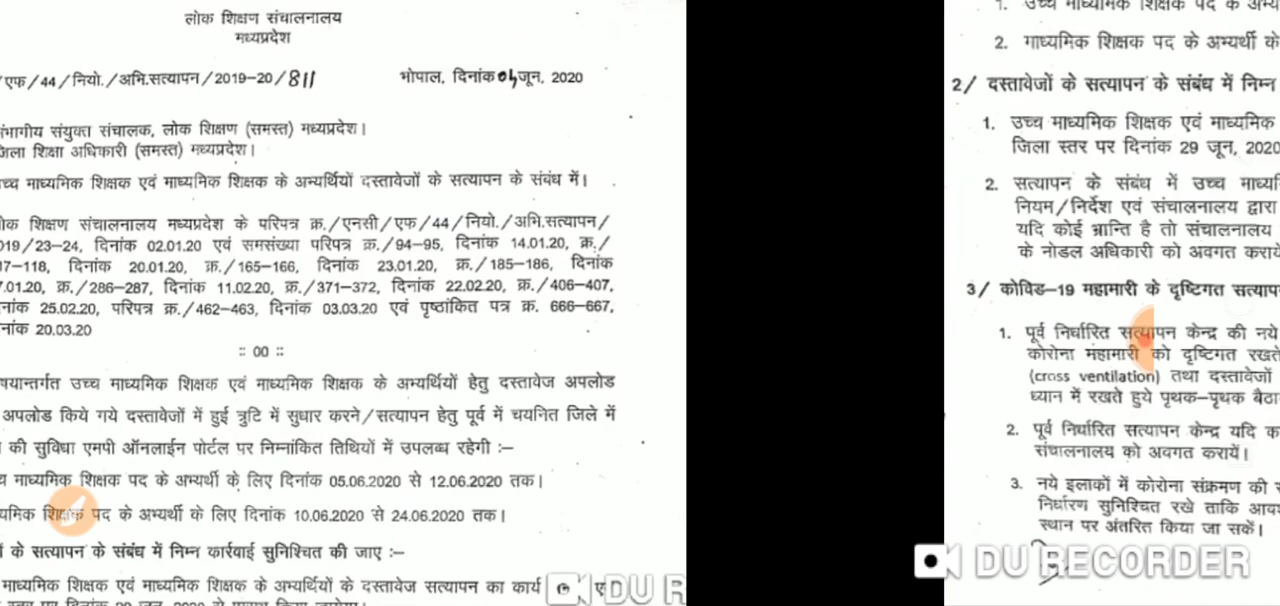 लोक शिक्षण संचालनालय
मध्यप्रदेश
/एफ/44/नियो./अभि.सत्यापन/2019-20/811 भोपाल, दिनांक जून, 2020
संभागीय संयुक्त संचालक, लोक शिक्षण (समस्त) मध्यप्रदेश।
जिला शिक्षा अधिकारी (समस्त) मध्यप्रदेश।
च्च माध्यमिक शिक्षक एवं माध्यमिक शिक्षक के अभ्यर्थियों दस्तावेजों के सत्यापन के संबंध में।
लोक शिक्षण संचालनालय मध्यप्रदेश के परिपत्र क्र./एनसी/एफ/44/नियो./अभि.सत्यापन/
019/23-24, दिनांक 02.01.20 एवं समसंख्या परिपत्र क्र./94-95, दिनांक 14.01.20, क्र./
17-118, दिनांक 20.01.20, क्र./165-166, दिनांक 23.01.20, क्र./185-186, दिनांक
.01.20, क्र./286-287, दिनांक 11.02.20, क्र./371-372, दिनांक 22.02.20, क्र./406-407,
नांक 25.02.20, परिपत्र क्र./462-463, दिनांक 03.03.20 एवं पृष्ठांकित पत्र क्र. 666-667,
नांक 20.03.20
:: 00 ::
षयान्तर्गत उच्च माध्यमिक शिक्षक एवं माध्यमिक शिक्षक के अभ्यर्थियों हेतु दस्तावेज अपलोड
अपलोड किये गये दस्तावेजों में हुई त्रुटि में सुधार करने/सत्यापन हेतु पूर्व में चयनित जिले में
की सुविधा एमपी ऑनलाईन पोर्टल पर निम्नांकित तिथियों में उपलब्ध रहेगी :-
च माध्यमिक शिक्षक पद के अभ्यर्थी के लिए दिनांक 05.06.2020 से 12.06.2020 तक।
यमिक शिक्षक पद के अभ्यर्थी के लिए दिनांक 10.06.2020 से 24.06.2020 तक।
के सत्यापन के संबंध में निम्न कार्रवाई सुनिश्चित की जाए :-
माध्यमिक शिक्षक एवं माध्यमिक शिक्षक के अभ्यर्थियों के दस्तावेज सत्यापन का कार्य
DU R
1. उच्च माध्यमिक शिक्षक पद के अभ्य
2. माध्यमिक शिक्षक पद के अभ्यर्थी के
2/ दस्तावेजों के सत्यापन के संबंध में निम्न
1. उच्च माध्यमिक शिक्षक एवं माध्यमिक
जिला स्तर पर दिनांक 29 जून, 2020
2. सत्यापन के संबंध में उच्च माध्यमि
नियम/निर्देश एवं संचालनालय द्वारा
यदि कोई भ्रान्ति है तो संचालनालय
के नोडल अधिकारी को अवगत कराये
3/ कोविड-19 महामारी के दृष्टिगत सत्याप
1. पूर्व निर्धारित सत्यापन केन्द्र की नये
कोरोना मंहामारी को दृष्टिगत रखते
(cross ventilation) तथा दस्तावेजों
ध्यान में रखते हुये पृथक-पृथक बैठा
2. पूर्व निर्धारित सत्यापन केन्द्र यदि क
संचालनालय को अवगत करायें।
3. नये इलाकों में कोरोना संक्रमण की
निर्धारण सुनिश्चित रखे ताकि आव
स्थान पर अंतरित किया जा सकें।
DU RECORDER